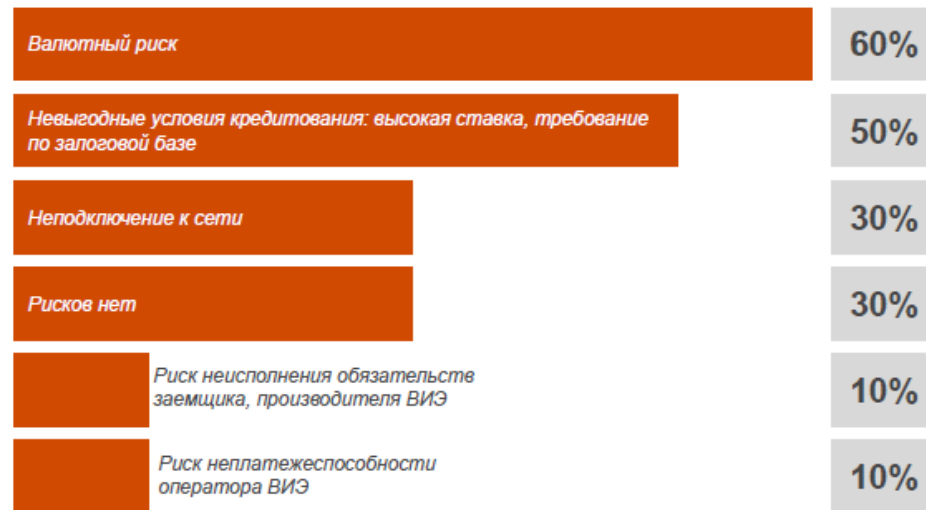 Валютный риск
60%
Невыгодные условия кредитования: высокая ставка, требование
по залоговой базе
50%
Неподключение к сети
30%
Рисков нет
30%
Риск неисполнения обязательств
заемщика, производителя ВИЭ
10%
Риск неплатежеспособности
оператора ВИЭ
10%